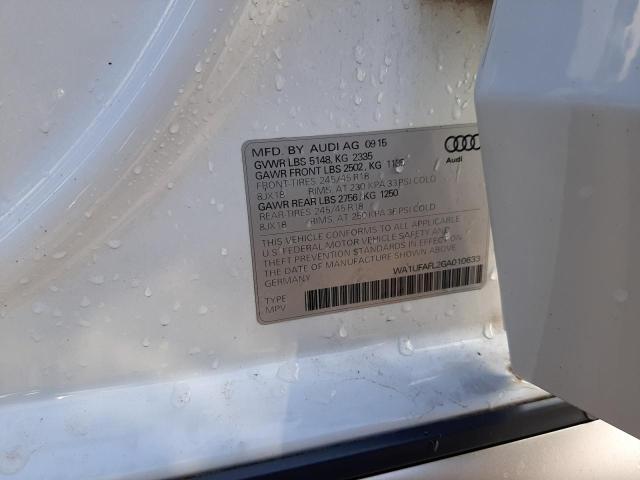 MFD. BY AUDI AG 09 15
GVWR LBS 5148, KG 2335
GAWR FRONT LBS 2502, KG 1135
FRONT-TIRES 245/45 R18
8JX18 RIMS, AT 230 KPA 33 PSI COLD
GAWR REAR LBS 2756, KG 1250
REAR-TIRES 245/45 R18
8JX18 RIMS, AT 250 KPA 36 PSI COLD
THIS VEHICLE CONFORMS TO ALL APPLICABLE
U.S. FEDERAL MOTOR VEHICLE SAFETY AND
THEFT PREVENTION STANDARDS IN EFFECT ON
THE DATE OF MANUFACTURE SHOWN ABOVE.
GERMANY
WA1UFAFL2GA010633
TYPE
MPV
Audi